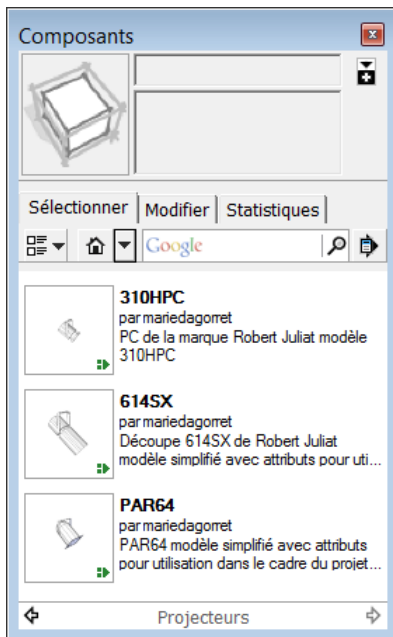 Composants
Sélectionner
Modifier
Statistiques
Google
310HPC
par mariedagorret
PC de la marque Robert Juliat modèle
310HPC
614SX
par mariedagorret
Découpe 614SX de Robert Juliat
modèle simplifié avec attributs pour uti...
PAR64
par mariedagorret
PAR64 modèle simplifié avec attributs
pour utilisation dans le cadre du projet...
Projecteurs